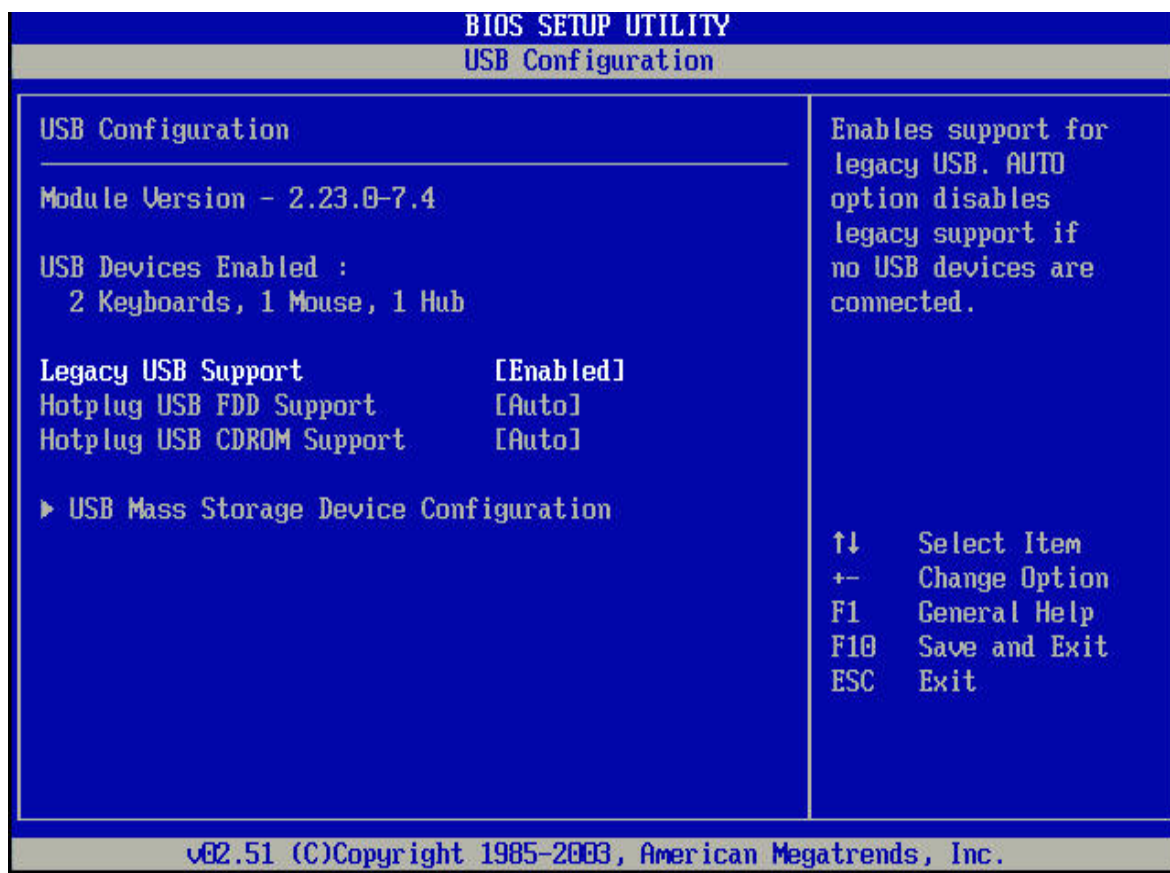 BIOS SETUP UTILITY
USB Configuration
USB Configuration
Module Version - 2.23.0-7.4
USB Devices Enabled :
2 Keyboards, 1 Mouse, 1 Hub
Legacy USB Support [Enabled]
Hotplug USB FDD Support [Auto]
Hotplug USB CDROM Support [Auto]
▶ USB Mass Storage Device Configuration
Enables support for
legacy USB. AUTO
option disables
legacy support if
no USB devices are
connected.
↑↓ Select Item
+- Change Option
F1 General Help
F10 Save and Exit
ESC Exit
v02.51 (C)Copyright 1985-2003, American Megatrends, Inc.